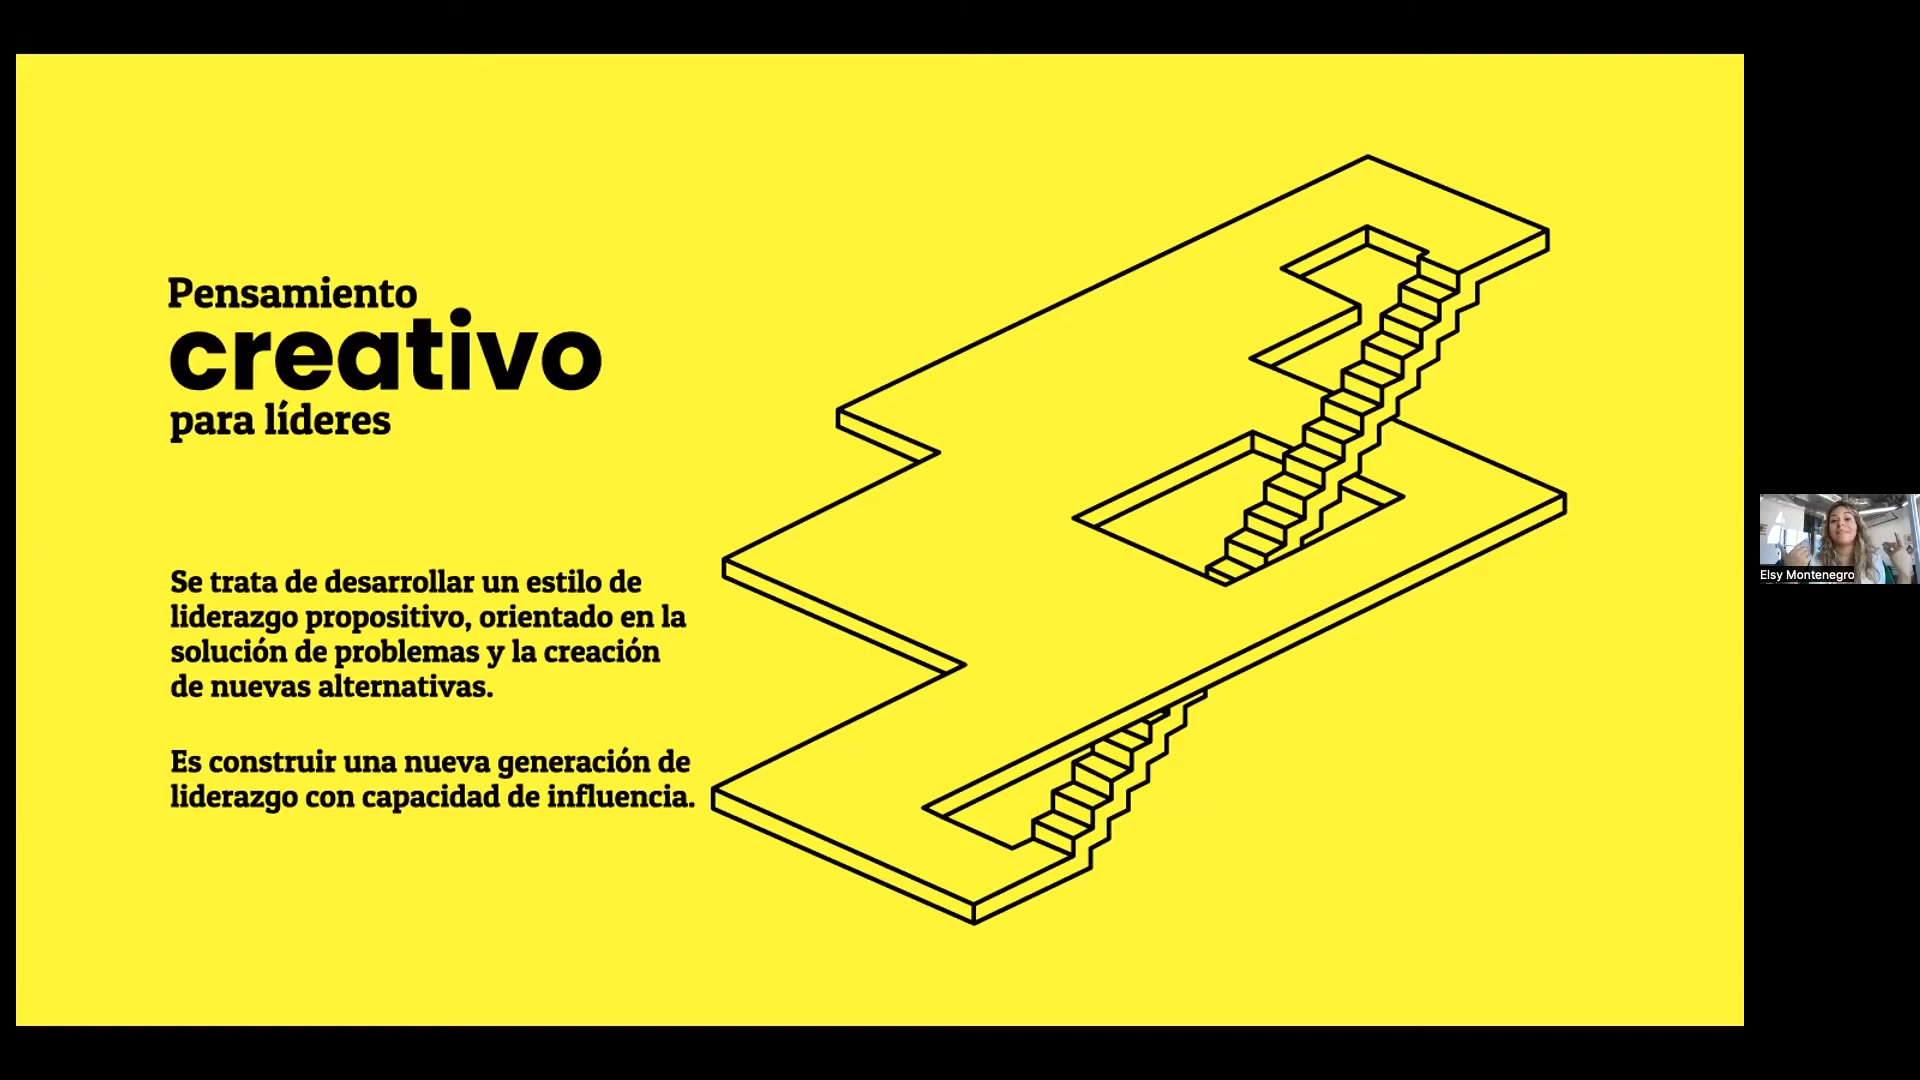 Pensamiento
creativo
para líderes
Se trata de desarrollar un estilo de
liderazgo propositivo, orientado en la
solución de problemas y la creación
de nuevas alternativas.
Es construir una nueva generación de
liderazgo con capacidad de influencia.
Elsy Montenegro